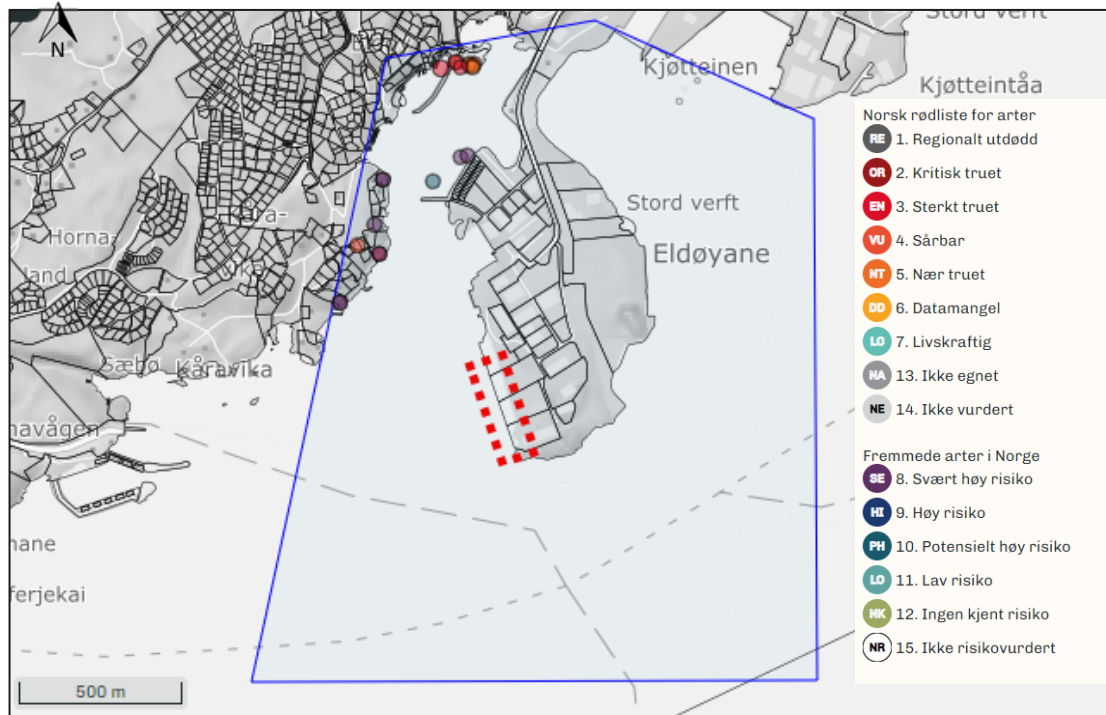 N
Stord verft
Kjøtteinen
Kjøtteintåa
Stord verft
Eldøyane
Kåra-
vika
Horna-
land
Sæbø
Kåravika
navågen
mane
ferjekai
500 m
Norsk rødliste for arter
RE 1. Regionalt utdødd
CR 2. Kritisk truet
EN 3. Sterkt truet
VU 4. Sårbar
NT 5. Nær truet
DD 6. Datamangel
LC 7. Livskraftig
NA 13. Ikke egnet
NE 14. Ikke vurdert
Fremmede arter i Norge
SE 8. Svært høy risiko
HI 9. Høy risiko
PH 10. Potensielt høy risiko
LO 11. Lav risiko
NK 12. Ingen kjent risiko
NR 15. Ikke risikovurdert